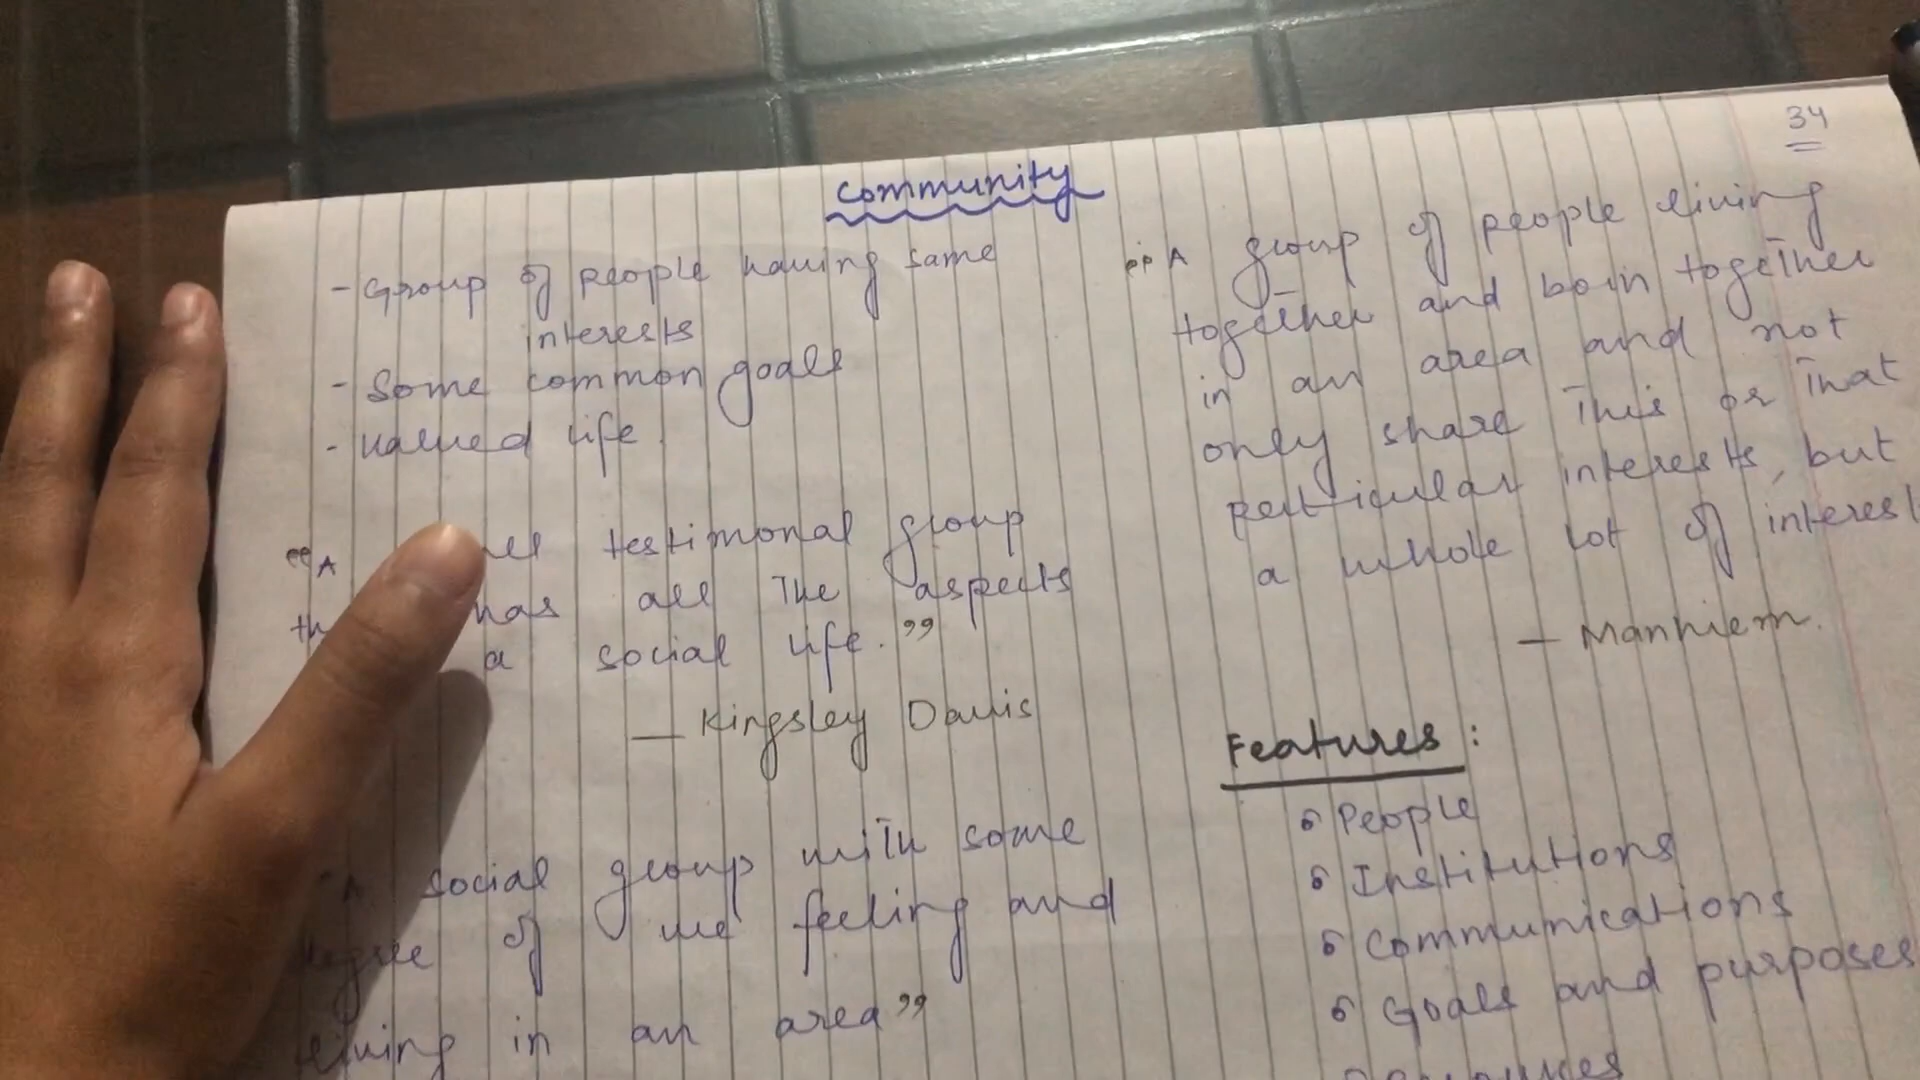 34
community
- Group of people having same
interests
- Some common goals
- valued life.
“A testimonal group
has all the aspects
a social life.”
— Kingsley Davis
“A social group with some
degree of we feeling and
living in an area”
“A group of people living
together and born together
in an area and not
only share this or that
particular interests, but
a whole lot of interest
— Manhiem.
Features :
People
Institutions
Communications
Goals and purposes